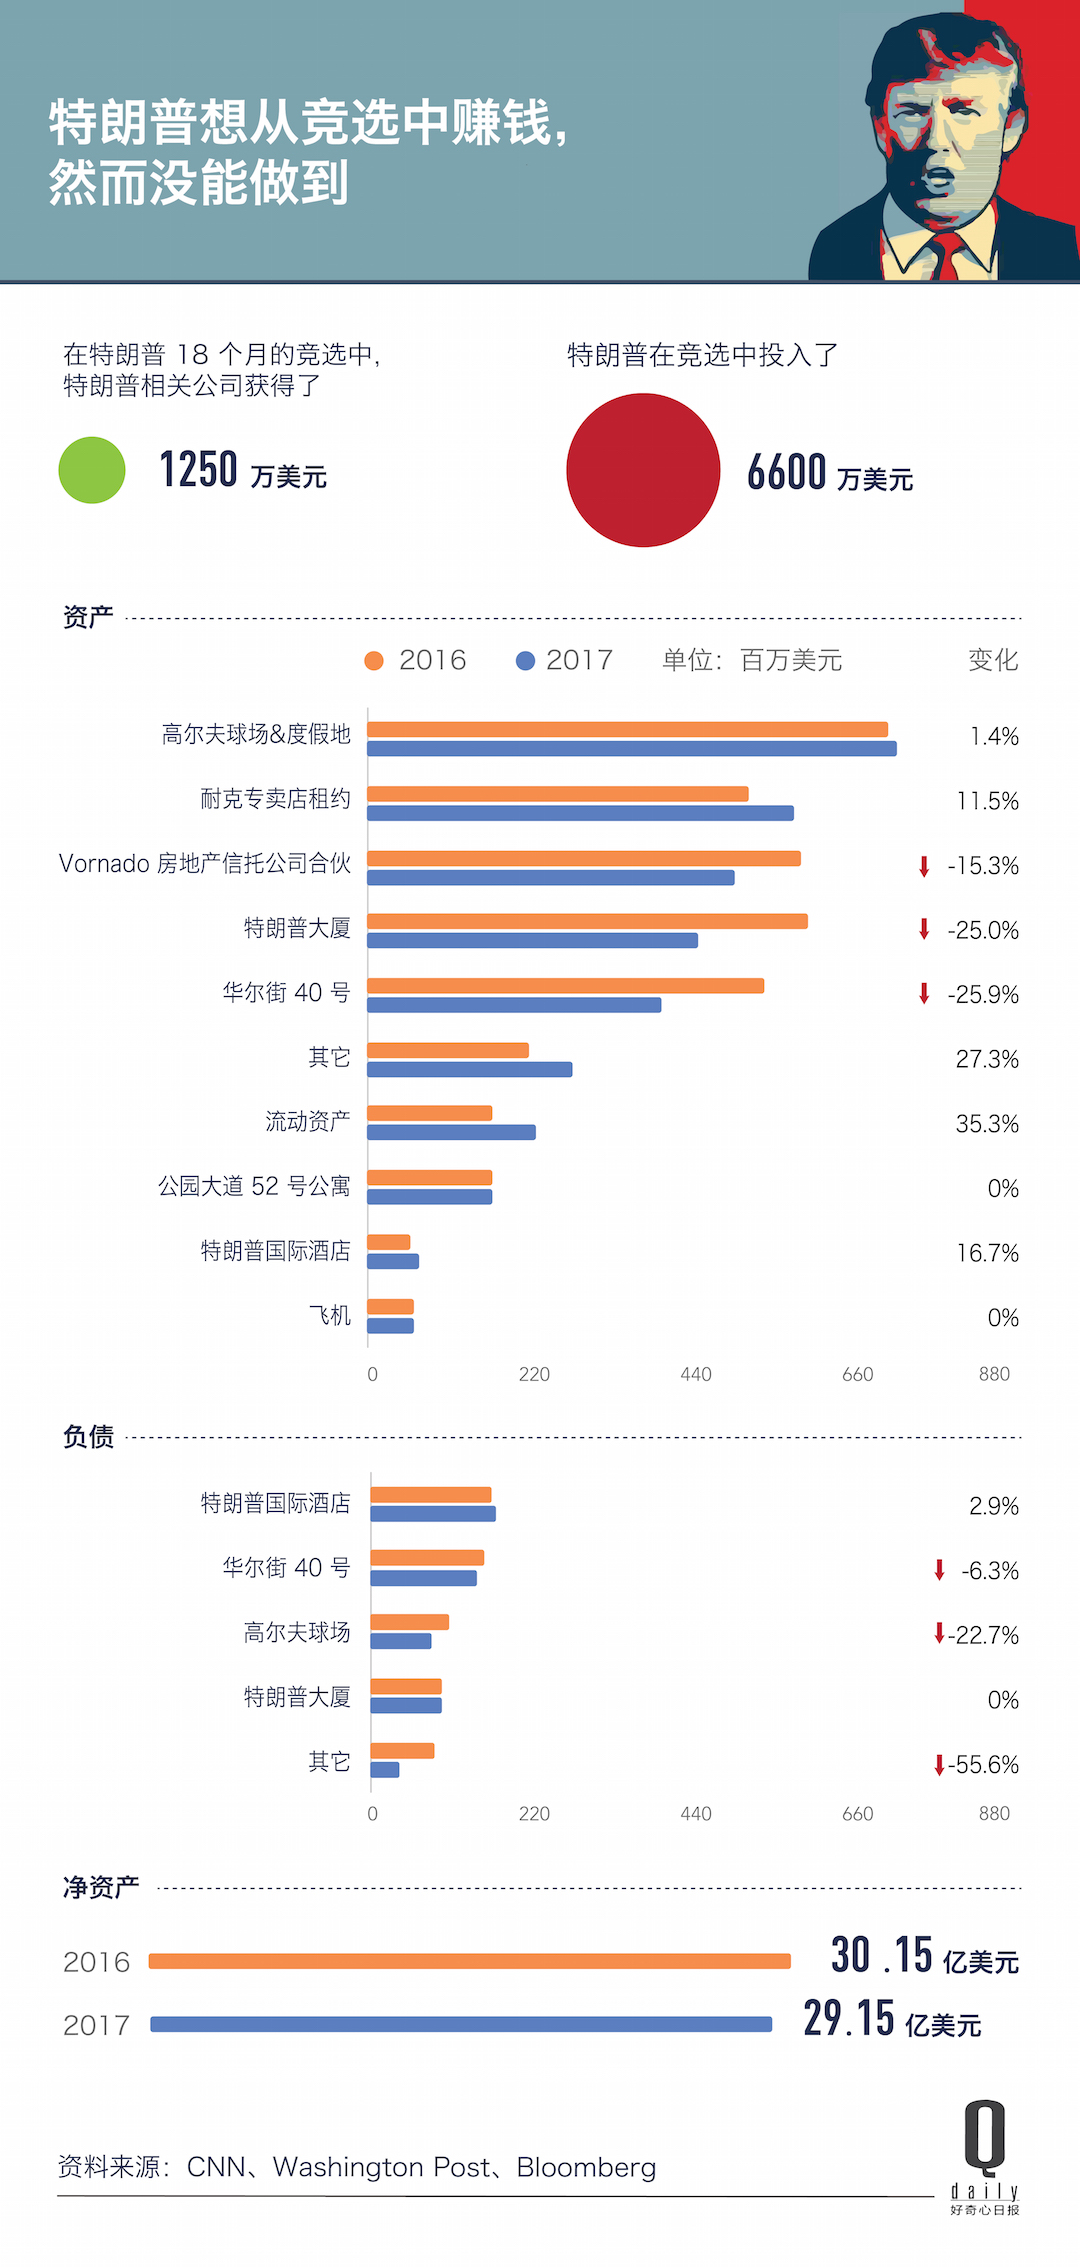 特朗普想从竞选中赚钱，
然而没能做到
在特朗普 18 个月的竞选中，
特朗普相关公司获得了
1250 万美元
特朗普在竞选中投入了
6600 万美元
资产
2016 2017 单位：百万美元 变化
高尔夫球场&度假地 1.4%
耐克专卖店租约 11.5%
Vornado 房地产信托公司合伙 -15.3%
特朗普大厦 -25.0%
华尔街 40 号 -25.9%
其它 27.3%
流动资产 35.3%
公园大道 52 号公寓 0%
特朗普国际酒店 16.7%
飞机 0%
0 220 440 660 880
负债
特朗普国际酒店 2.9%
华尔街 40 号 -6.3%
高尔夫球场 -22.7%
特朗普大厦 0%
其它 -55.6%
0 220 440 660 880
净资产
2016 30 .15 亿美元
2017 29.15 亿美元
资料来源：CNN、Washington Post、Bloomberg
Q
daily
好奇心日报